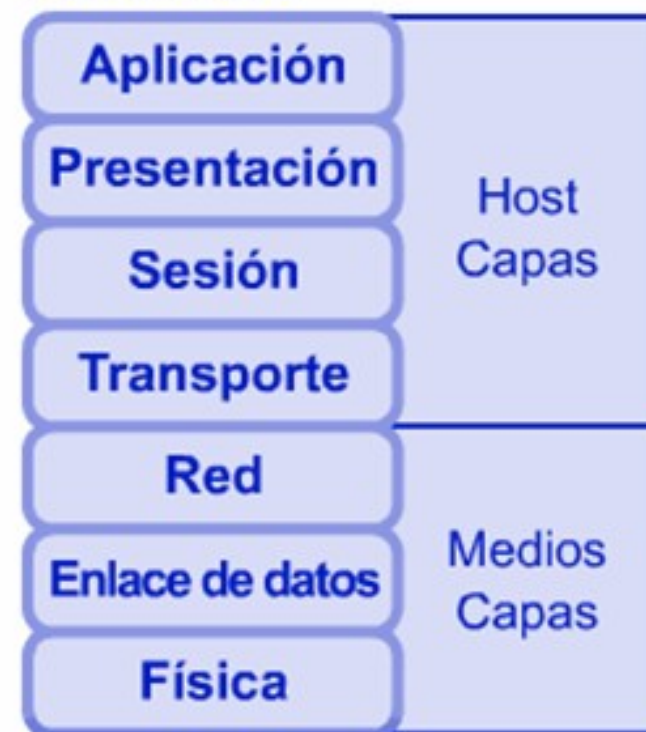 Aplicación
Presentación
Sesión
Transporte
Red
Enlace de datos
Física
Host
Capas
Medios
Capas